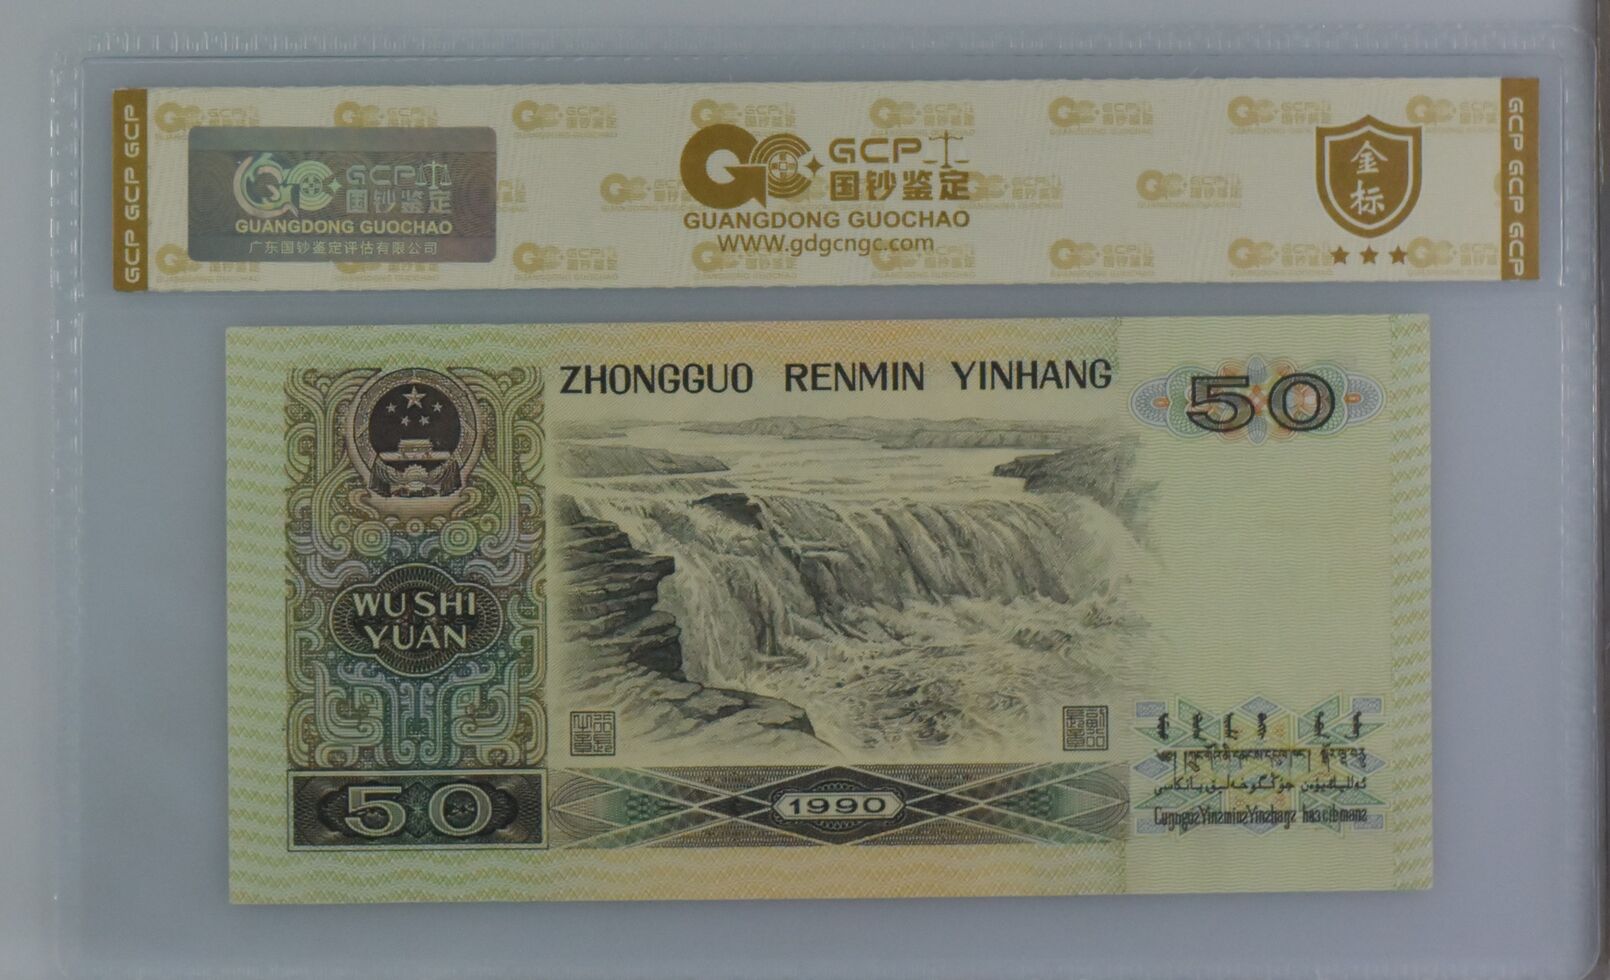 GCP GCP GCP
GCP
国钞鉴定
GUANGDONG GUOCHAO
广东国钞鉴定评估有限公司
GCP
国钞鉴定
GUANGDONG GUOCHAO
WWW.gdgcngc.com
金
标
GCP GCP GCP
ZHONGGUO RENMIN YINHANG
50
WU SHI
YUAN
50
1990